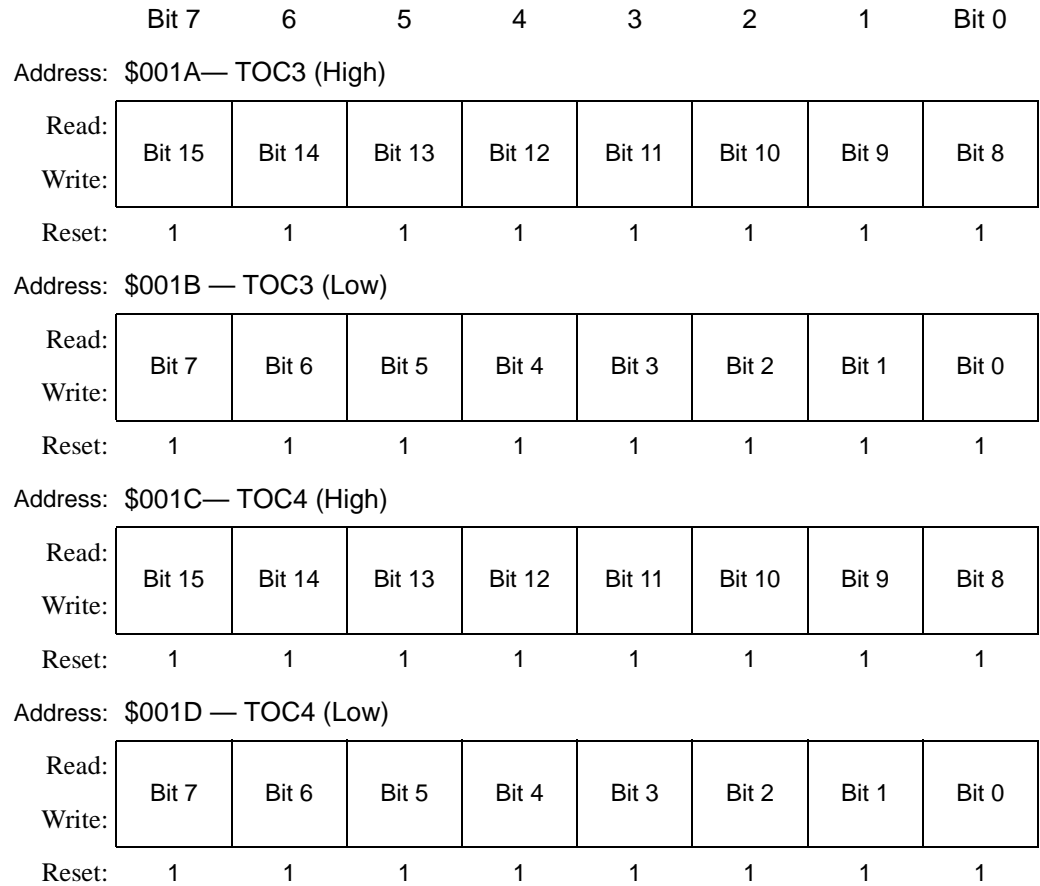 Bit 7 6 5 4 3 2 1 Bit 0
Address: $001A— TOC3 (High)
Read:
Bit 15 Bit 14 Bit 13 Bit 12 Bit 11 Bit 10 Bit 9 Bit 8
Write:
Reset: 1 1 1 1 1 1 1 1
Address: $001B — TOC3 (Low)
Read:
Bit 7 Bit 6 Bit 5 Bit 4 Bit 3 Bit 2 Bit 1 Bit 0
Write:
Reset: 1 1 1 1 1 1 1 1
Address: $001C— TOC4 (High)
Read:
Bit 15 Bit 14 Bit 13 Bit 12 Bit 11 Bit 10 Bit 9 Bit 8
Write:
Reset: 1 1 1 1 1 1 1 1
Address: $001D — TOC4 (Low)
Read:
Bit 7 Bit 6 Bit 5 Bit 4 Bit 3 Bit 2 Bit 1 Bit 0
Write:
Reset: 1 1 1 1 1 1 1 1